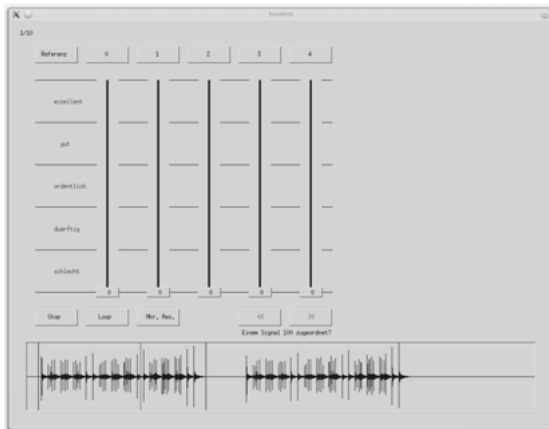 1/10
Referenz 0 1 2 3 4
exzellent
gut
ordentlich
duerftig
schlecht
0 0 0 0 0
Stop Loop Mkr. Res. << >>
Einem Signal 100 zugeordnet?